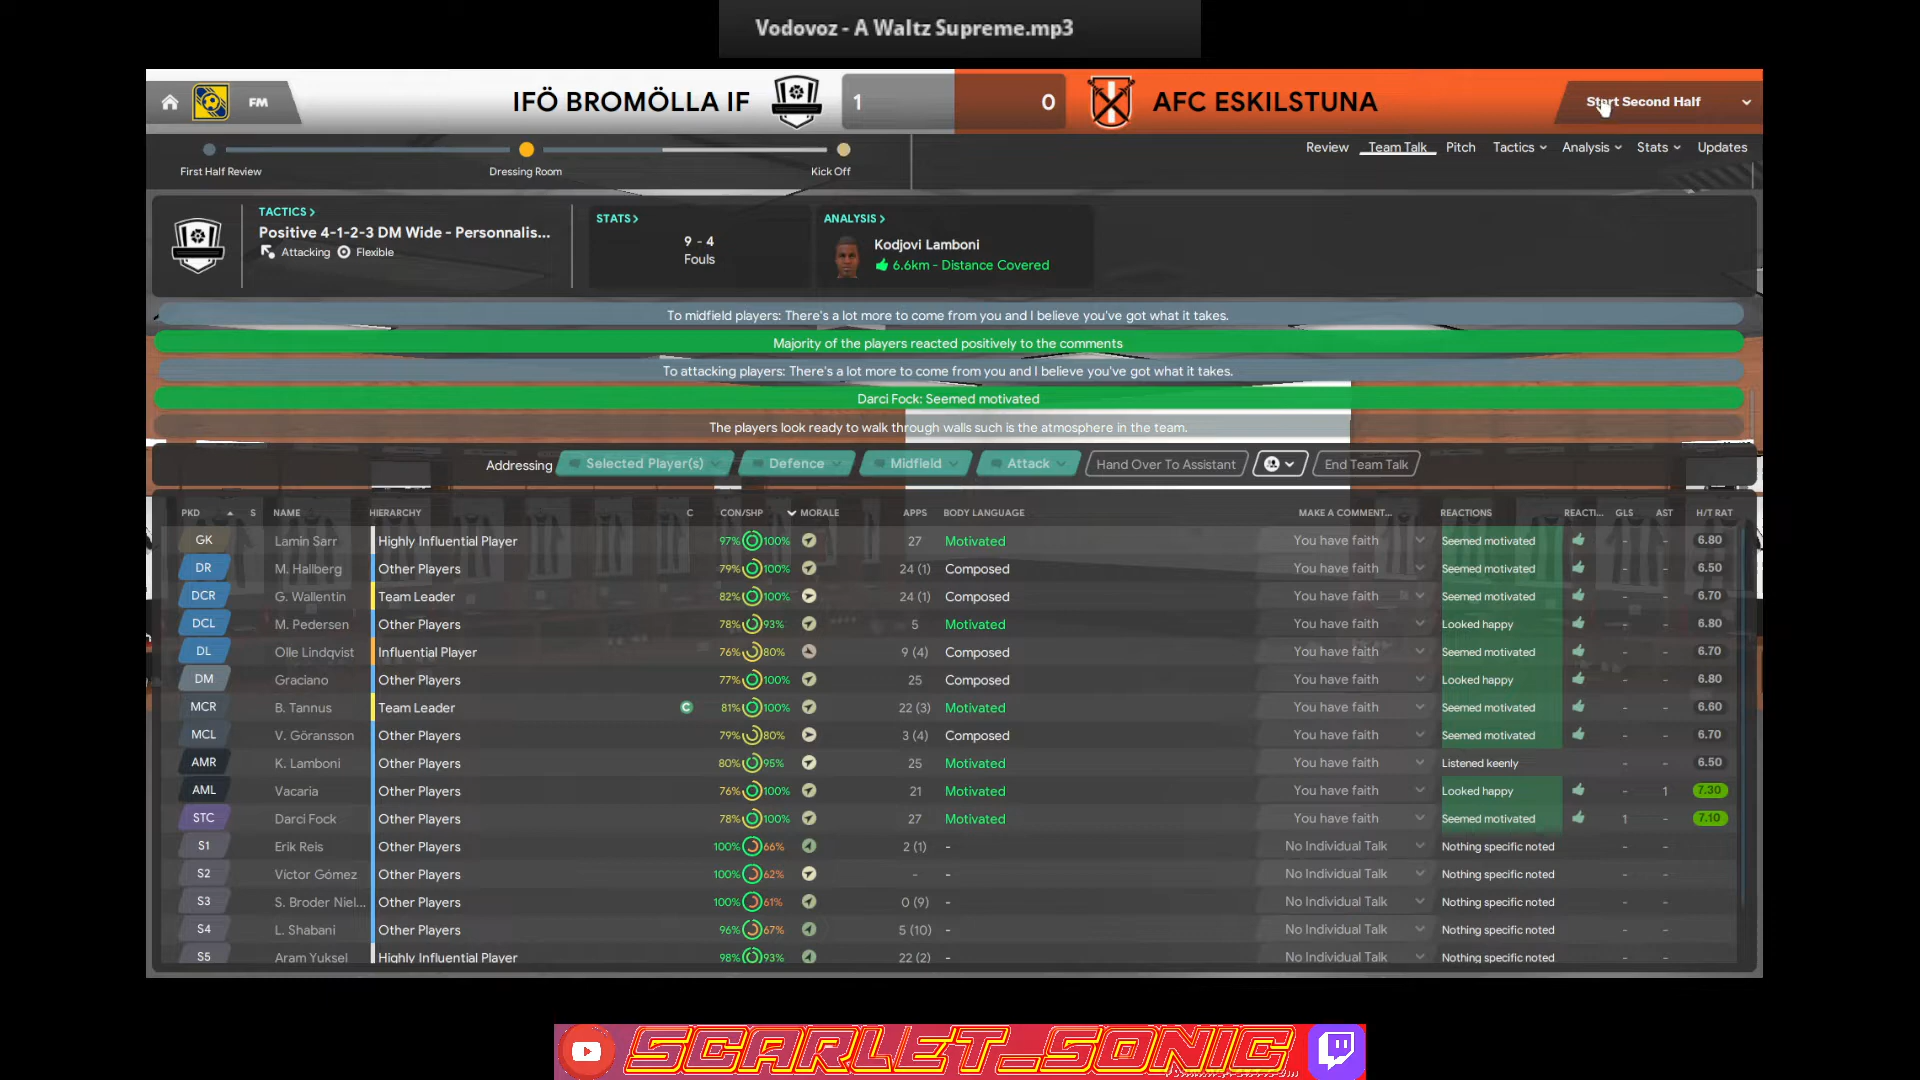 Vodovoz - A Waltz Supreme.mp3
FM
IFÖ BROMÖLLA IF
1
0
AFC ESKILSTUNA
Start Second Half
First Half Review
Dressing Room
Kick Off
Review
Team Talk
Pitch
Tactics
Analysis
Stats
Updates
TACTICS >
Positive 4-1-2-3 DM Wide - Personnalis...
Attacking
Flexible
STATS >
9 - 4
Fouls
ANALYSIS >
Kodjovi Lamboni
6.6km - Distance Covered
To midfield players: There's a lot more to come from you and I believe you've got what it takes.
Majority of the players reacted positively to the comments
To attacking players: There's a lot more to come from you and I believe you've got what it takes.
Darci Fock: Seemed motivated
The players look ready to walk through walls such is the atmosphere in the team.
Addressing
Selected Player(s)
Defence
Midfield
Attack
Hand Over To Assistant
End Team Talk
PKD S NAME HIERARCHY C CON/SHP MORALE APPS BODY LANGUAGE MAKE A COMMENT... REACTIONS REACTI... GLS AST H/T RAT
GK Lamin Sarr Highly Influential Player 97% 100% 27 Motivated You have faith Seemed motivated - - 6.80
DR M. Hallberg Other Players 79% 100% 24 (1) Composed You have faith Seemed motivated - - 6.50
DCR G. Wallentin Team Leader 82% 100% 24 (1) Composed You have faith Seemed motivated - - 6.70
DCL M. Pedersen Other Players 78% 93% 5 Motivated You have faith Looked happy - - 6.80
DL Olle Lindqvist Influential Player 76% 80% 9 (4) Composed You have faith Seemed motivated - - 6.70
DM Graciano Other Players 77% 100% 25 Composed You have faith Looked happy - - 6.80
MCR B. Tannus Team Leader C 81% 100% 22 (3) Motivated You have faith Seemed motivated - - 6.60
MCL V. Göransson Other Players 79% 80% 3 (4) Composed You have faith Seemed motivated - - 6.70
AMR K. Lamboni Other Players 80% 95% 25 Motivated You have faith Listened keenly - - 6.50
AML Vacaria Other Players 76% 100% 21 Motivated You have faith Looked happy - 1 7.30
STC Darci Fock Other Players 78% 100% 27 Motivated You have faith Seemed motivated 1 - 7.10
S1 Erik Reis Other Players 100% 66% 2 (1) - No Individual Talk Nothing specific noted - -
S2 Víctor Gómez Other Players 100% 62% - - No Individual Talk Nothing specific noted - -
S3 S. Broder Niel... Other Players 100% 61% 0 (9) - No Individual Talk Nothing specific noted - -
S4 L. Shabani Other Players 96% 67% 5 (10) - No Individual Talk Nothing specific noted - -
S5 Aram Yuksel Highly Influential Player 98% 93% 22 (2) - No Individual Talk Nothing specific noted - -
SCARLET_SONIC